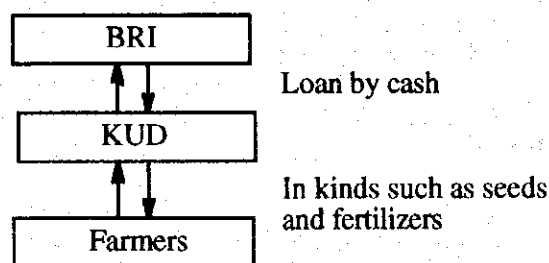 BRI
Loan by cash
KUD
In kinds such as seeds
and fertilizers
Farmers